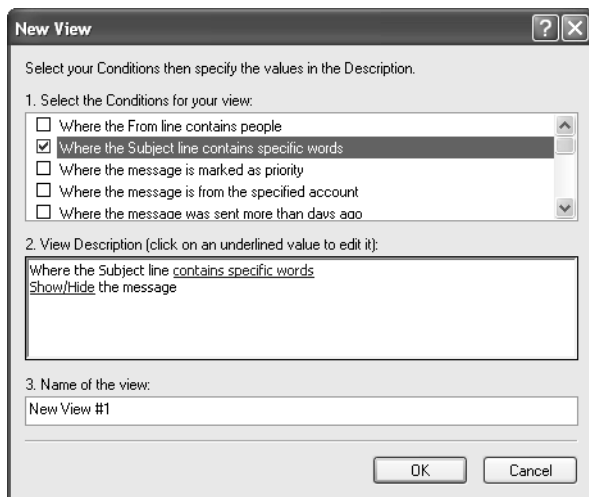 New View
Select your Conditions then specify the values in the Description.
1. Select the Conditions for your view:
Where the From line contains people
Where the Subject line contains specific words
Where the message is marked as priority
Where the message is from the specified account
Where the message was sent more than days ago
2. View Description (click on an underlined value to edit it):
Where the Subject line contains specific words
Show/Hide the message
3. Name of the view:
New View #1
OK Cancel